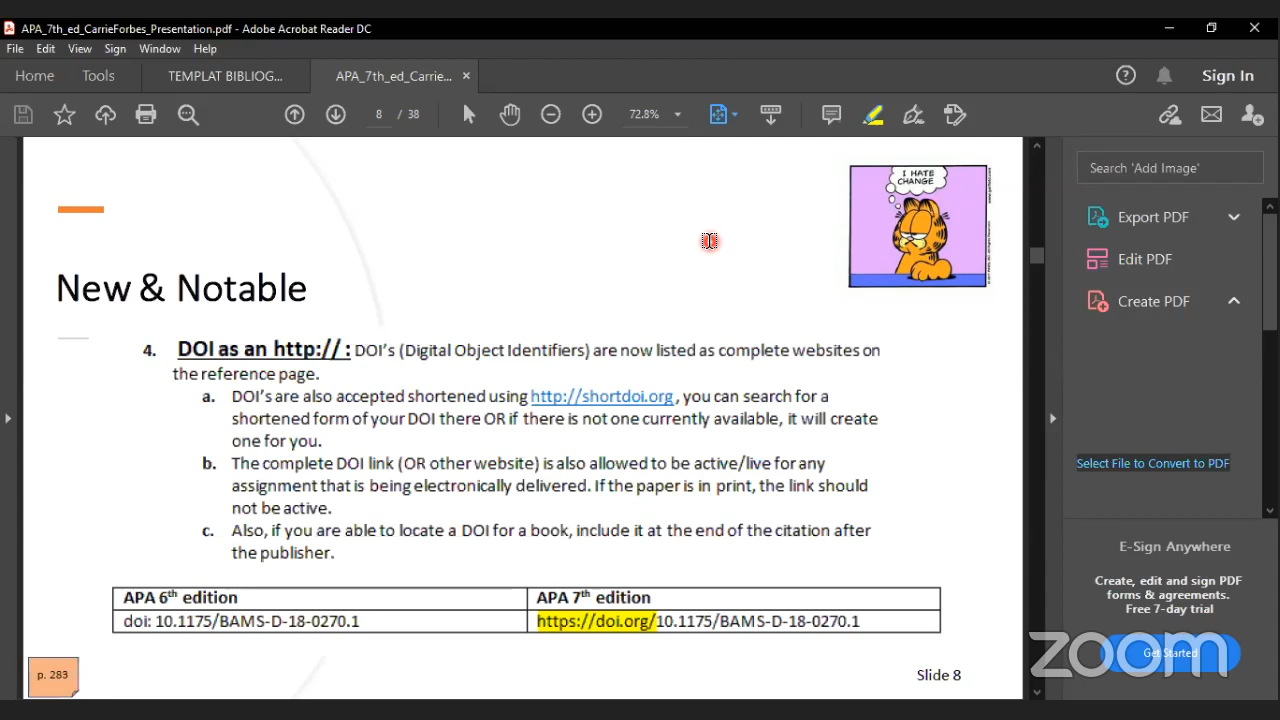 APA_7th_ed_CarrieForbes_Presentation.pdf - Adobe Acrobat Reader DC
File Edit View Sign Window Help
Home Tools TEMPLAT BIBLIOG... APA_7th_ed_Carrie... × Sign In
8 / 38 72.8%
I HATE
CHANGE
Search 'Add Image'
Export PDF
Edit PDF
Create PDF
New & Notable
4. DOI as an http:// : DOI's (Digital Object Identifiers) are now listed as complete websites on
the reference page.
a. DOI's are also accepted shortened using http://shortdoi.org, you can search for a
shortened form of your DOI there OR if there is not one currently available, it will create
one for you.
b. The complete DOI link (OR other website) is also allowed to be active/live for any
assignment that is being electronically delivered. If the paper is in print, the link should
not be active.
c. Also, if you are able to locate a DOI for a book, include it at the end of the citation after
the publisher.
APA 6th edition APA 7th edition
doi: 10.1175/BAMS-D-18-0270.1 https://doi.org/10.1175/BAMS-D-18-0270.1
p. 283
Slide 8
Select File to Convert to PDF
E-Sign Anywhere
Create, edit and sign PDF
forms & agreements.
Free 7-day trial
Get Started
zoom